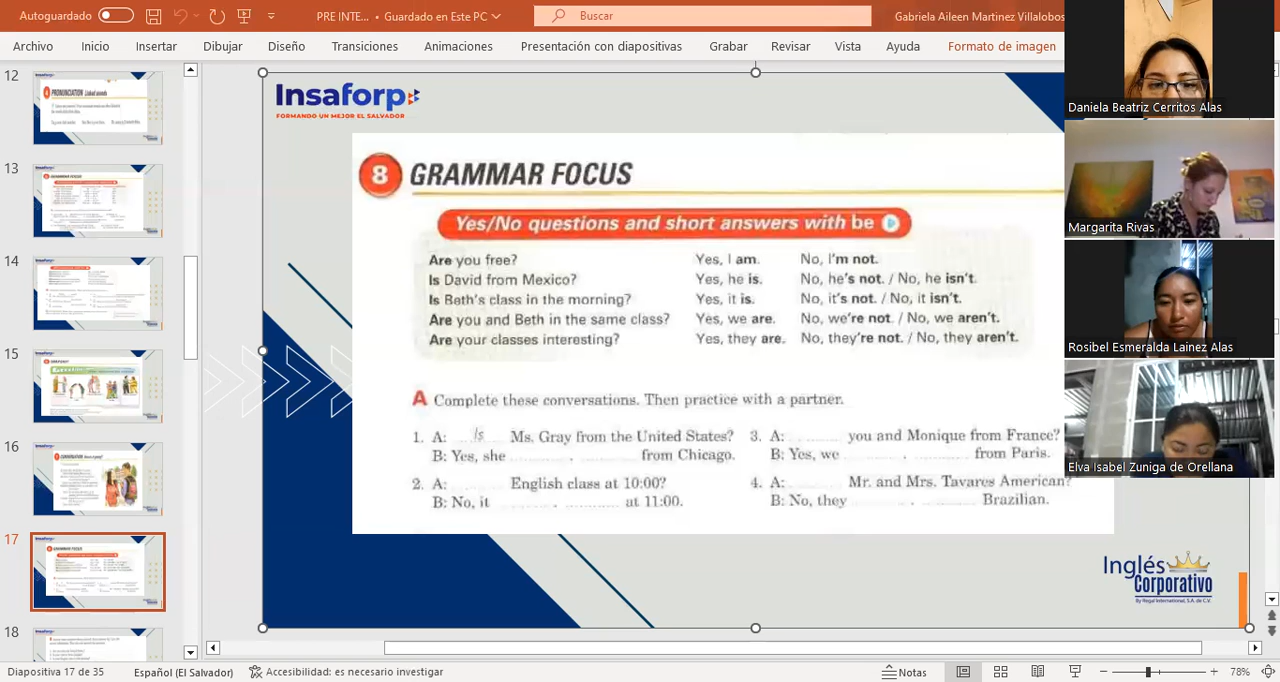 Autoguardado
PRE INTE... • Guardado en Este PC
Buscar
Gabriela Aileen Martinez Villalobos
Archivo Inicio Insertar Dibujar Diseño Transiciones Animaciones Presentación con diapositivas Grabar Revisar Vista Ayuda Formato de imagen
12
13
14
15
16
17
18
Insaforp
FORMANDO UN MEJOR EL SALVADOR
8 GRAMMAR FOCUS
Yes/No questions and short answers with be
Are you free? Yes, I am. No, I'm not.
Is David from Mexico? Yes, he is. No, he's not. / No, he isn't.
Is Beth's class in the morning? Yes, it is. No, it's not. / No, it isn't.
Are you and Beth in the same class? Yes, we are. No, we're not. / No, we aren't.
Are your classes interesting? Yes, they are. No, they're not. / No, they aren't.
A Complete these conversations. Then practice with a partner.
1. A: Is Ms. Gray from the United States?
B: Yes, she ........ . ........ from Chicago.
2. A: ........ English class at 10:00?
B: No, it ........ . ........ at 11:00.
3. A: ........ you and Monique from France?
B: Yes, we ........ . ........ from Paris.
4. A: ........ Mr. and Mrs. Tavares American?
B: No, they ........ . ........ Brazilian.
Inglés
Corporativo
By Regal International, S.A. de C.V.
Daniela Beatriz Cerritos Alas
Margarita Rivas
Rosibel Esmeralda Lainez Alas
Elva Isabel Zuniga de Orellana
Diapositiva 17 de 35 Español (El Salvador) Accesibilidad: es necesario investigar Notas 78%